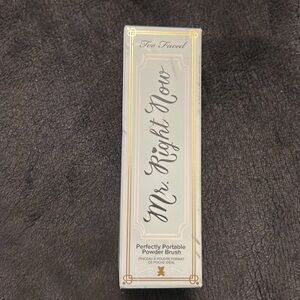 Too Faced
Mr. Right Now
Perfectly Portable
Powder Brush
PINCEAU À POUDRE FORMAT
DE POCHE IDÉAL